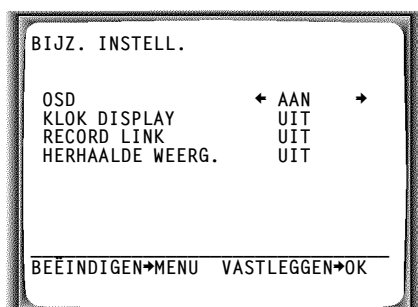 BIJZ. INSTELL.
OSD ← AAN →
KLOK DISPLAY UIT
RECORD LINK UIT
HERHAALDE WEERG. UIT
BEËINDIGEN→MENU VASTLEGGEN→OK